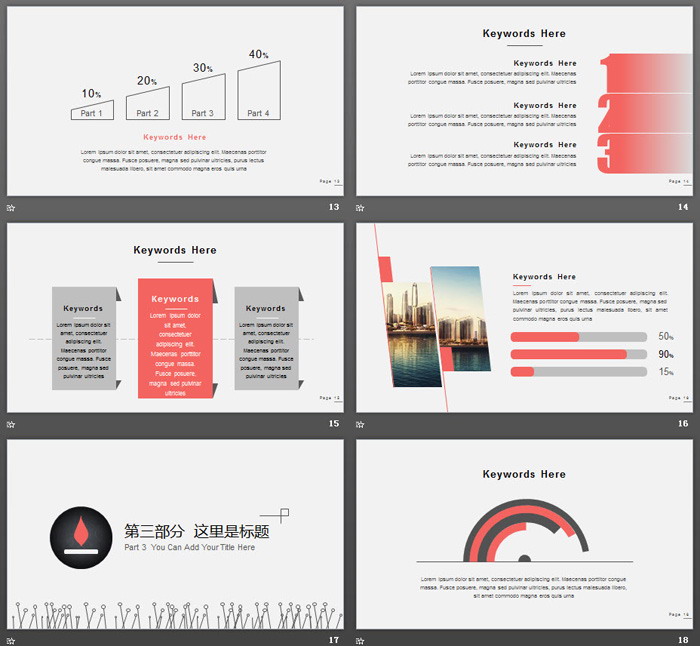 10%
20%
30%
40%
Part 1
Part 2
Part 3
Part 4
Keywords Here
Lorem ipsum dolor sit amet, consectetuer adipiscing elit. Maecenas porttitor
congue massa. Fusce posuere, magna sed pulvinar ultricies, purus lectus
malesuada libero, sit amet commodo magna eros quis urna
Page 13
13
Keywords Here
Keywords Here
Lorem ipsum dolor sit amet, consectetuer adipiscing elit. Maecenas
porttitor congue massa. Fusce posuere, magna sed pulvinar ultricies
1
Keywords Here
Lorem ipsum dolor sit amet, consectetuer adipiscing elit. Maecenas
porttitor congue massa. Fusce posuere, magna sed pulvinar ultricies
2
Keywords Here
Lorem ipsum dolor sit amet, consectetuer adipiscing elit. Maecenas
porttitor congue massa. Fusce posuere, magna sed pulvinar ultricies
3
Page 14
14
Keywords Here
Keywords
Lorem ipsum dolor sit
amet, consectetuer
adipiscing elit.
Maecenas porttitor
congue massa. Fusce
posuere, magna sed
pulvinar ultricies
Keywords
Lorem ipsum dolor
sit amet,
consectetuer
adipiscing elit.
Maecenas porttitor
congue massa.
Fusce posuere,
magna sed pulvinar
ultricies
Keywords
Lorem ipsum dolor sit
amet, consectetuer
adipiscing elit.
Maecenas porttitor
congue massa. Fusce
posuere, magna sed
pulvinar ultricies
Page 15
15
Keywords Here
Lorem ipsum dolor sit amet, consectetuer adipiscing elit.
Maecenas porttitor congue massa. Fusce posuere, magna sed
pulvinar ultricies, purus lectus malesuada libero, sit amet
commodo magna eros quis urna
50%
90%
15%
Page 16
16
第三部分 这里是标题
Part 3 You Can Add Your Title Here
17
Keywords Here
Lorem ipsum dolor sit amet, consectetuer adipiscing elit. Maecenas porttitor
congue massa. Fusce posuere, magna sed pulvinar ultricies, purus lectus
malesuada libero, sit amet commodo magna eros quis urna
Page 18
18